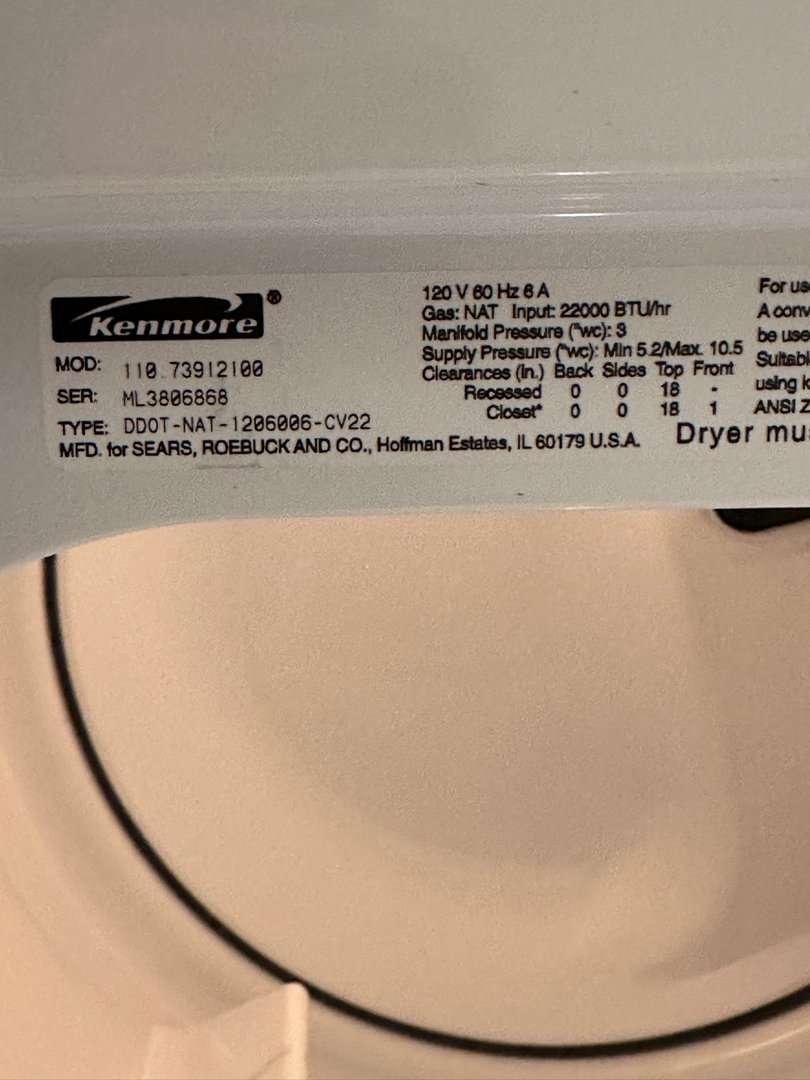 Kenmore®
MOD: 110.73912100
SER: ML3806868
TYPE: DDOT-NAT-1206006-CV22
MFD. for SEARS, ROEBUCK AND CO., Hoffman Estates, IL 60179 U.S.A.
120 V 60 Hz 6 A
Gas: NAT Input: 22000 BTU/hr
Manifold Pressure ("wc): 3
Supply Pressure ("wc): Min 5.2/Max. 10.5
Clearances (in.) Back Sides Top Front
Recessed 0 0 18 -
Closet* 0 0 18 1
Dryer mu
For us
A conv
be use
Suitabl
using k
ANSI Z